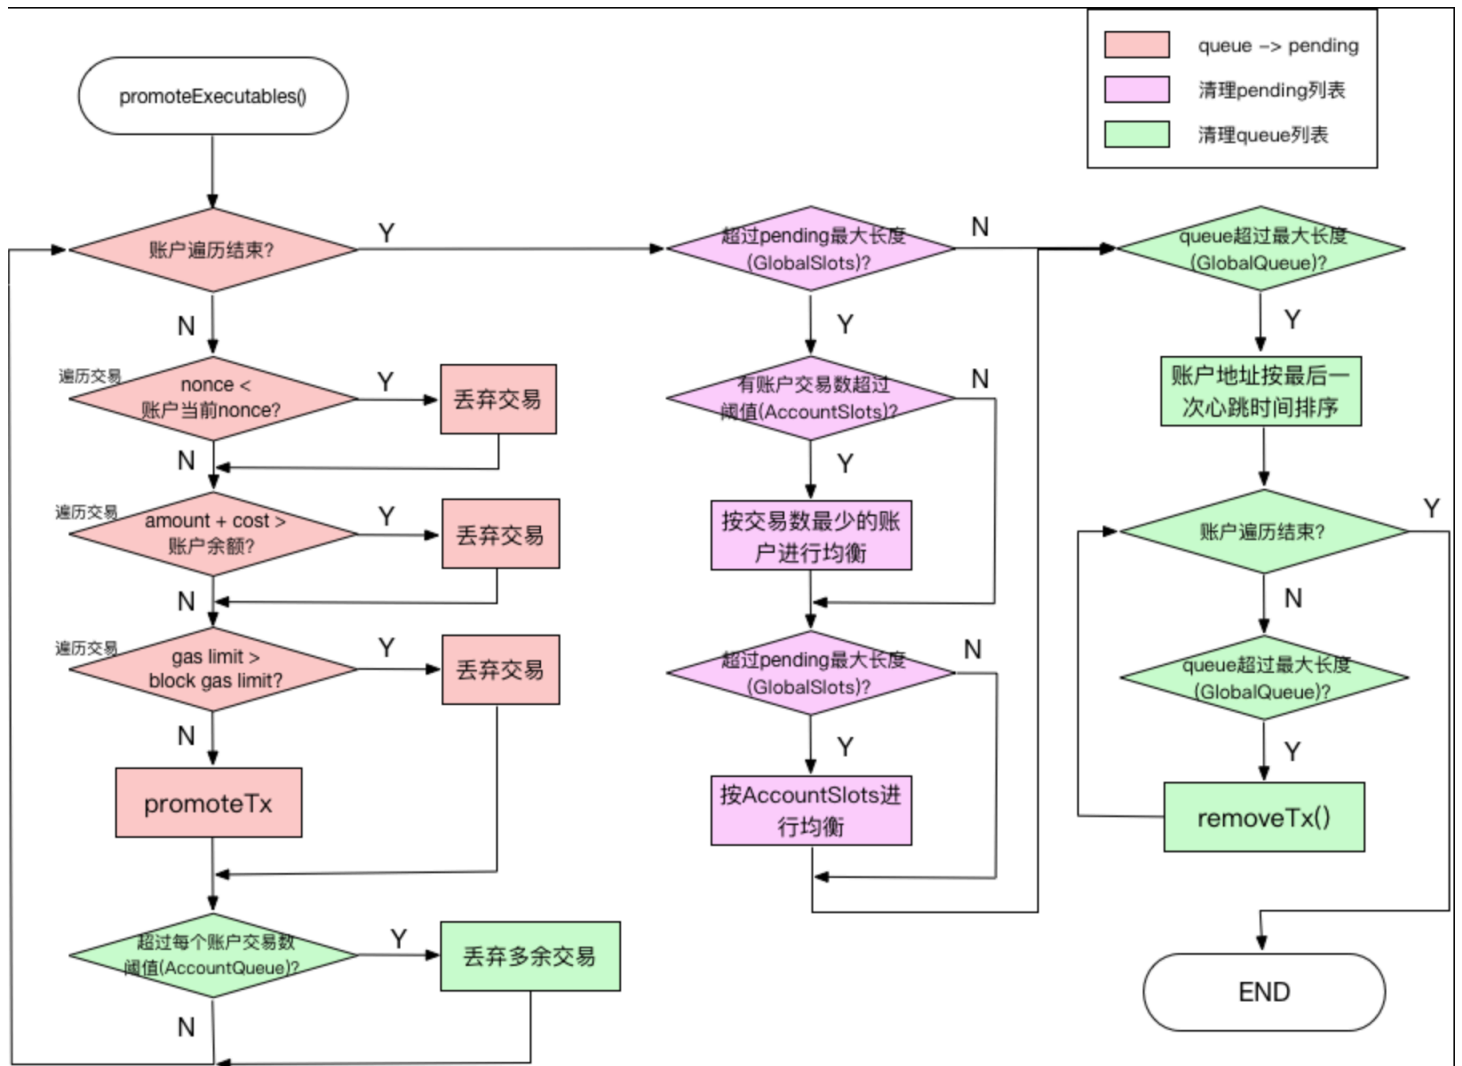 queue -> pending
清理pending列表
清理queue列表
promoteExecutables()
账户遍历结束?
Y
N
遍历交易
nonce <
账户当前nonce?
Y
丢弃交易
N
遍历交易
amount + cost >
账户余额?
Y
丢弃交易
N
遍历交易
gas limit >
block gas limit?
Y
丢弃交易
N
promoteTx
超过每个账户交易数
阈值(AccountQueue)?
Y
丢弃多余交易
N
超过pending最大长度
(GlobalSlots)?
N
Y
有账户交易数超过
阈值(AccountSlots)?
N
Y
按交易数最少的账
户进行均衡
超过pending最大长度
(GlobalSlots)?
N
Y
按AccountSlots进
行均衡
queue超过最大长度
(GlobalQueue)?
Y
账户地址按最后一
次心跳时间排序
账户遍历结束?
Y
N
queue超过最大长度
(GlobalQueue)?
Y
removeTx()
END